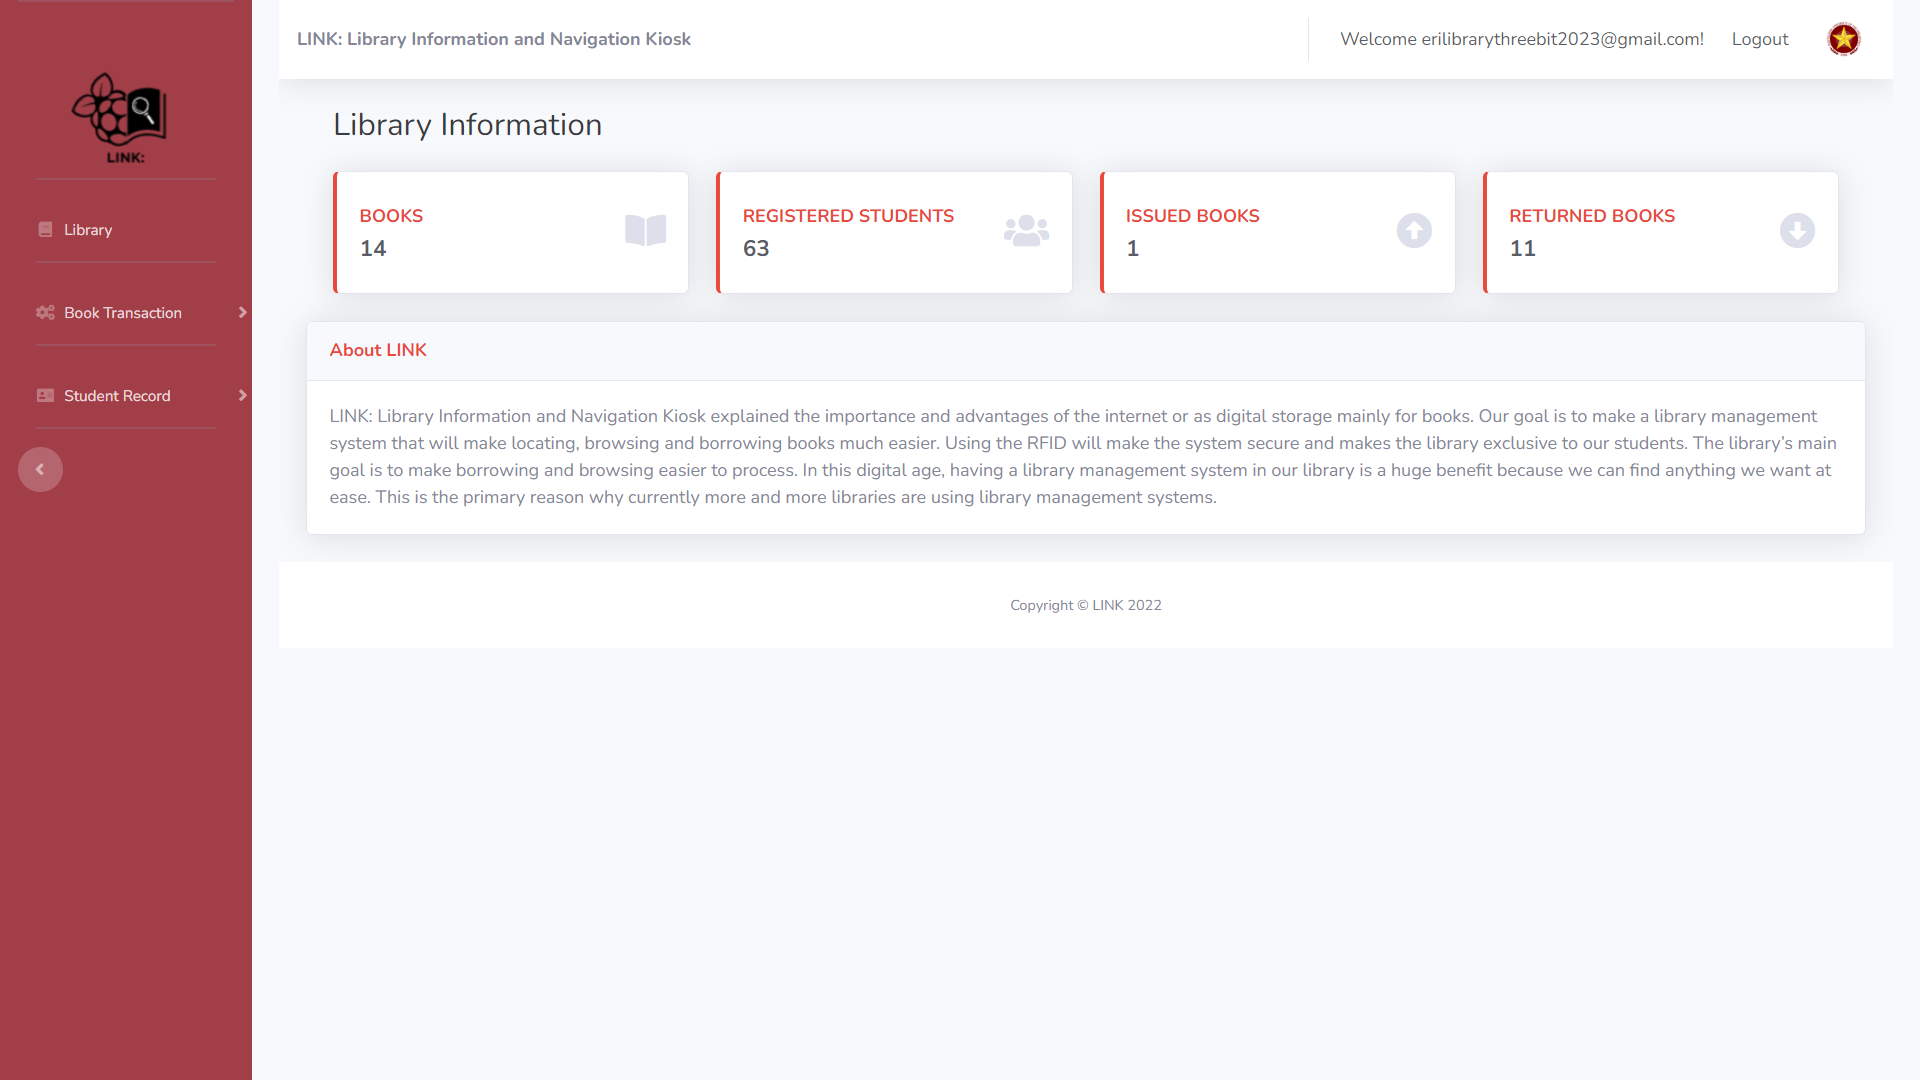 LINK:
Library
Book Transaction
Student Record
LINK: Library Information and Navigation Kiosk
Welcome erilibrarythreebit2023@gmail.com!
Logout
Library Information
BOOKS
14
REGISTERED STUDENTS
63
ISSUED BOOKS
1
RETURNED BOOKS
11
About LINK
LINK: Library Information and Navigation Kiosk explained the importance and advantages of the internet or as digital storage mainly for books. Our goal is to make a library management
system that will make locating, browsing and borrowing books much easier. Using the RFID will make the system secure and makes the library exclusive to our students. The library’s main
goal is to make borrowing and browsing easier to process. In this digital age, having a library management system in our library is a huge benefit because we can find anything we want at
ease. This is the primary reason why currently more and more libraries are using library management systems.
Copyright © LINK 2022